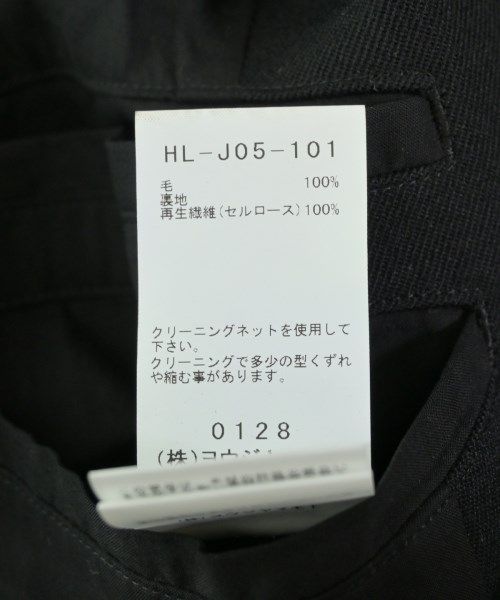 HL-J05-101
毛 100%
裏地
再生繊維(セルロース)100%
クリーニングネットを使用して
下さい。
クリーニングで多少の型くずれ
や縮む事があります。
0128
(株)ヨウジ